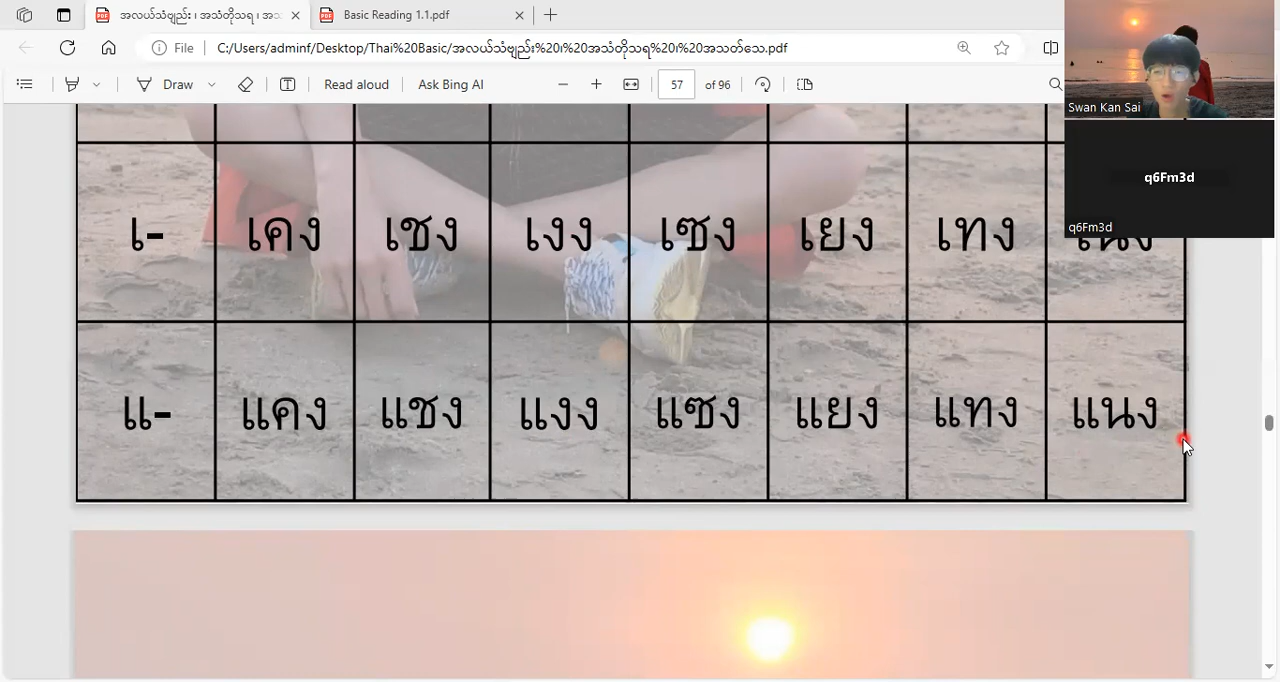 အလယ်သံဗျည်း ၊ အသံတိုသရ ၊ အသ
Basic Reading 1.1.pdf
File
C:/Users/adminf/Desktop/Thai%20Basic/အလယ်သံဗျည်း%20၊%20အသံတိုသရ%20၊%20အသတ်သေ.pdf
Draw
Read aloud
Ask Bing AI
57 of 96
Swan Kan Sai
q6Fm3d
q6Fm3d
เ- เคง เชง เงง เซง เยง เทง เนง
แ- แคง แชง แงง แซง แยง แทง แนง